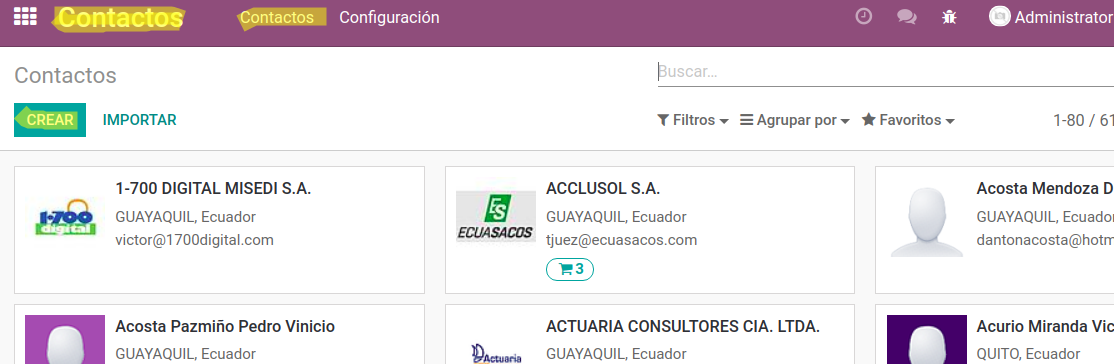 Contactos Contactos Configuración Administrator
Contactos Buscar...
CREAR IMPORTAR Filtros Agrupar por Favoritos 1-80 / 61
1-700 DIGITAL MISEDI S.A.
GUAYAQUIL, Ecuador
victor@1700digital.com
1-700
digital
ACCLUSOL S.A.
GUAYAQUIL, Ecuador
tjuez@ecuasacos.com
3
ES
ECUASACOS
Acosta Mendoza D
GUAYAQUIL, Ecuador
dantonacosta@hotm
Acosta Pazmiño Pedro Vinicio
GUAYAQUIL, Ecuador
ACTUARIA CONSULTORES CIA. LTDA.
GUAYAQUIL, Ecuador
Actuaria
Acurio Miranda Vic
QUITO, Ecuador